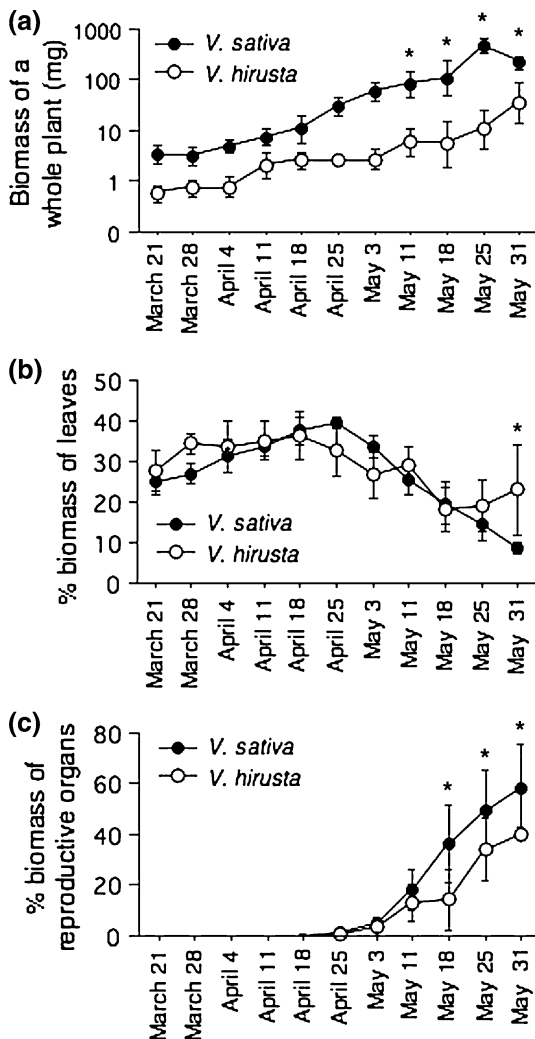 (a)
Biomass of a
whole plant (mg)
1000
100
10
1
0
V. sativa
V. hirusta
*
*
*
*
March 21
March 28
April 4
April 11
April 18
April 25
May 3
May 11
May 18
May 25
May 31
(b)
% biomass of leaves
50
40
30
20
10
0
V. sativa
V. hirusta
*
March 21
March 28
April 4
April 11
April 18
April 25
May 3
May 11
May 18
May 25
May 31
(c)
% biomass of
reproductive organs
80
60
40
20
0
V. sativa
V. hirusta
*
*
*
March 21
March 28
April 4
April 11
April 18
April 25
May 3
May 11
May 18
May 25
May 31